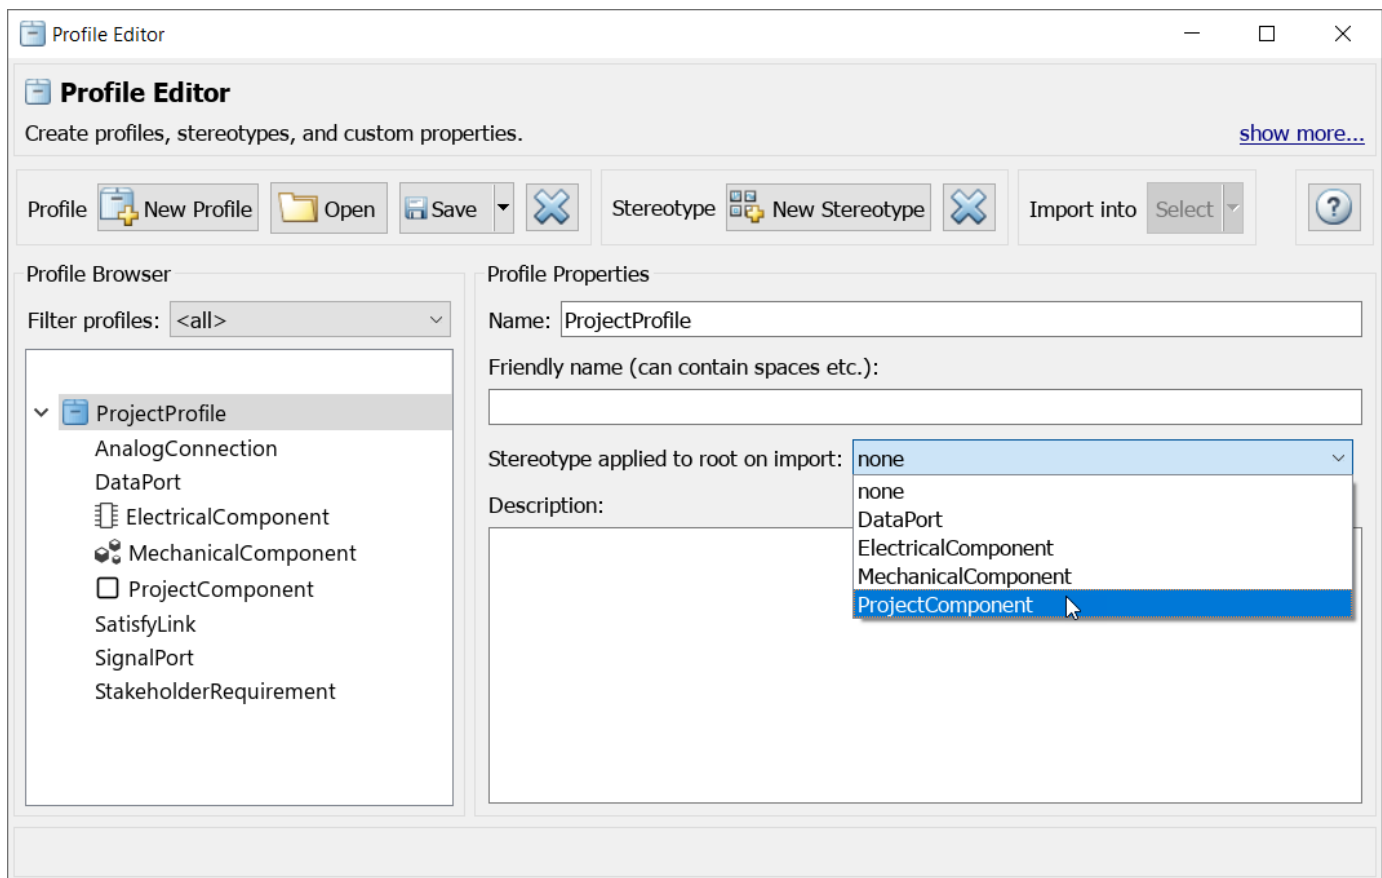 Profile Editor
Profile Editor
Create profiles, stereotypes, and custom properties.
show more...
Profile New Profile Open Save Stereotype New Stereotype Import into Select ?
Profile Browser
Filter profiles: <all>
ProjectProfile
AnalogConnection
DataPort
ElectricalComponent
MechanicalComponent
ProjectComponent
SatisfyLink
SignalPort
StakeholderRequirement
Profile Properties
Name: ProjectProfile
Friendly name (can contain spaces etc.):
Stereotype applied to root on import: none
none
DataPort
ElectricalComponent
MechanicalComponent
ProjectComponent
Description: